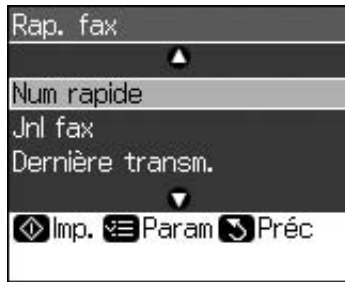 Rap. fax
Num rapide
Jnl fax
Dernière transm.
Imp. Param Préc